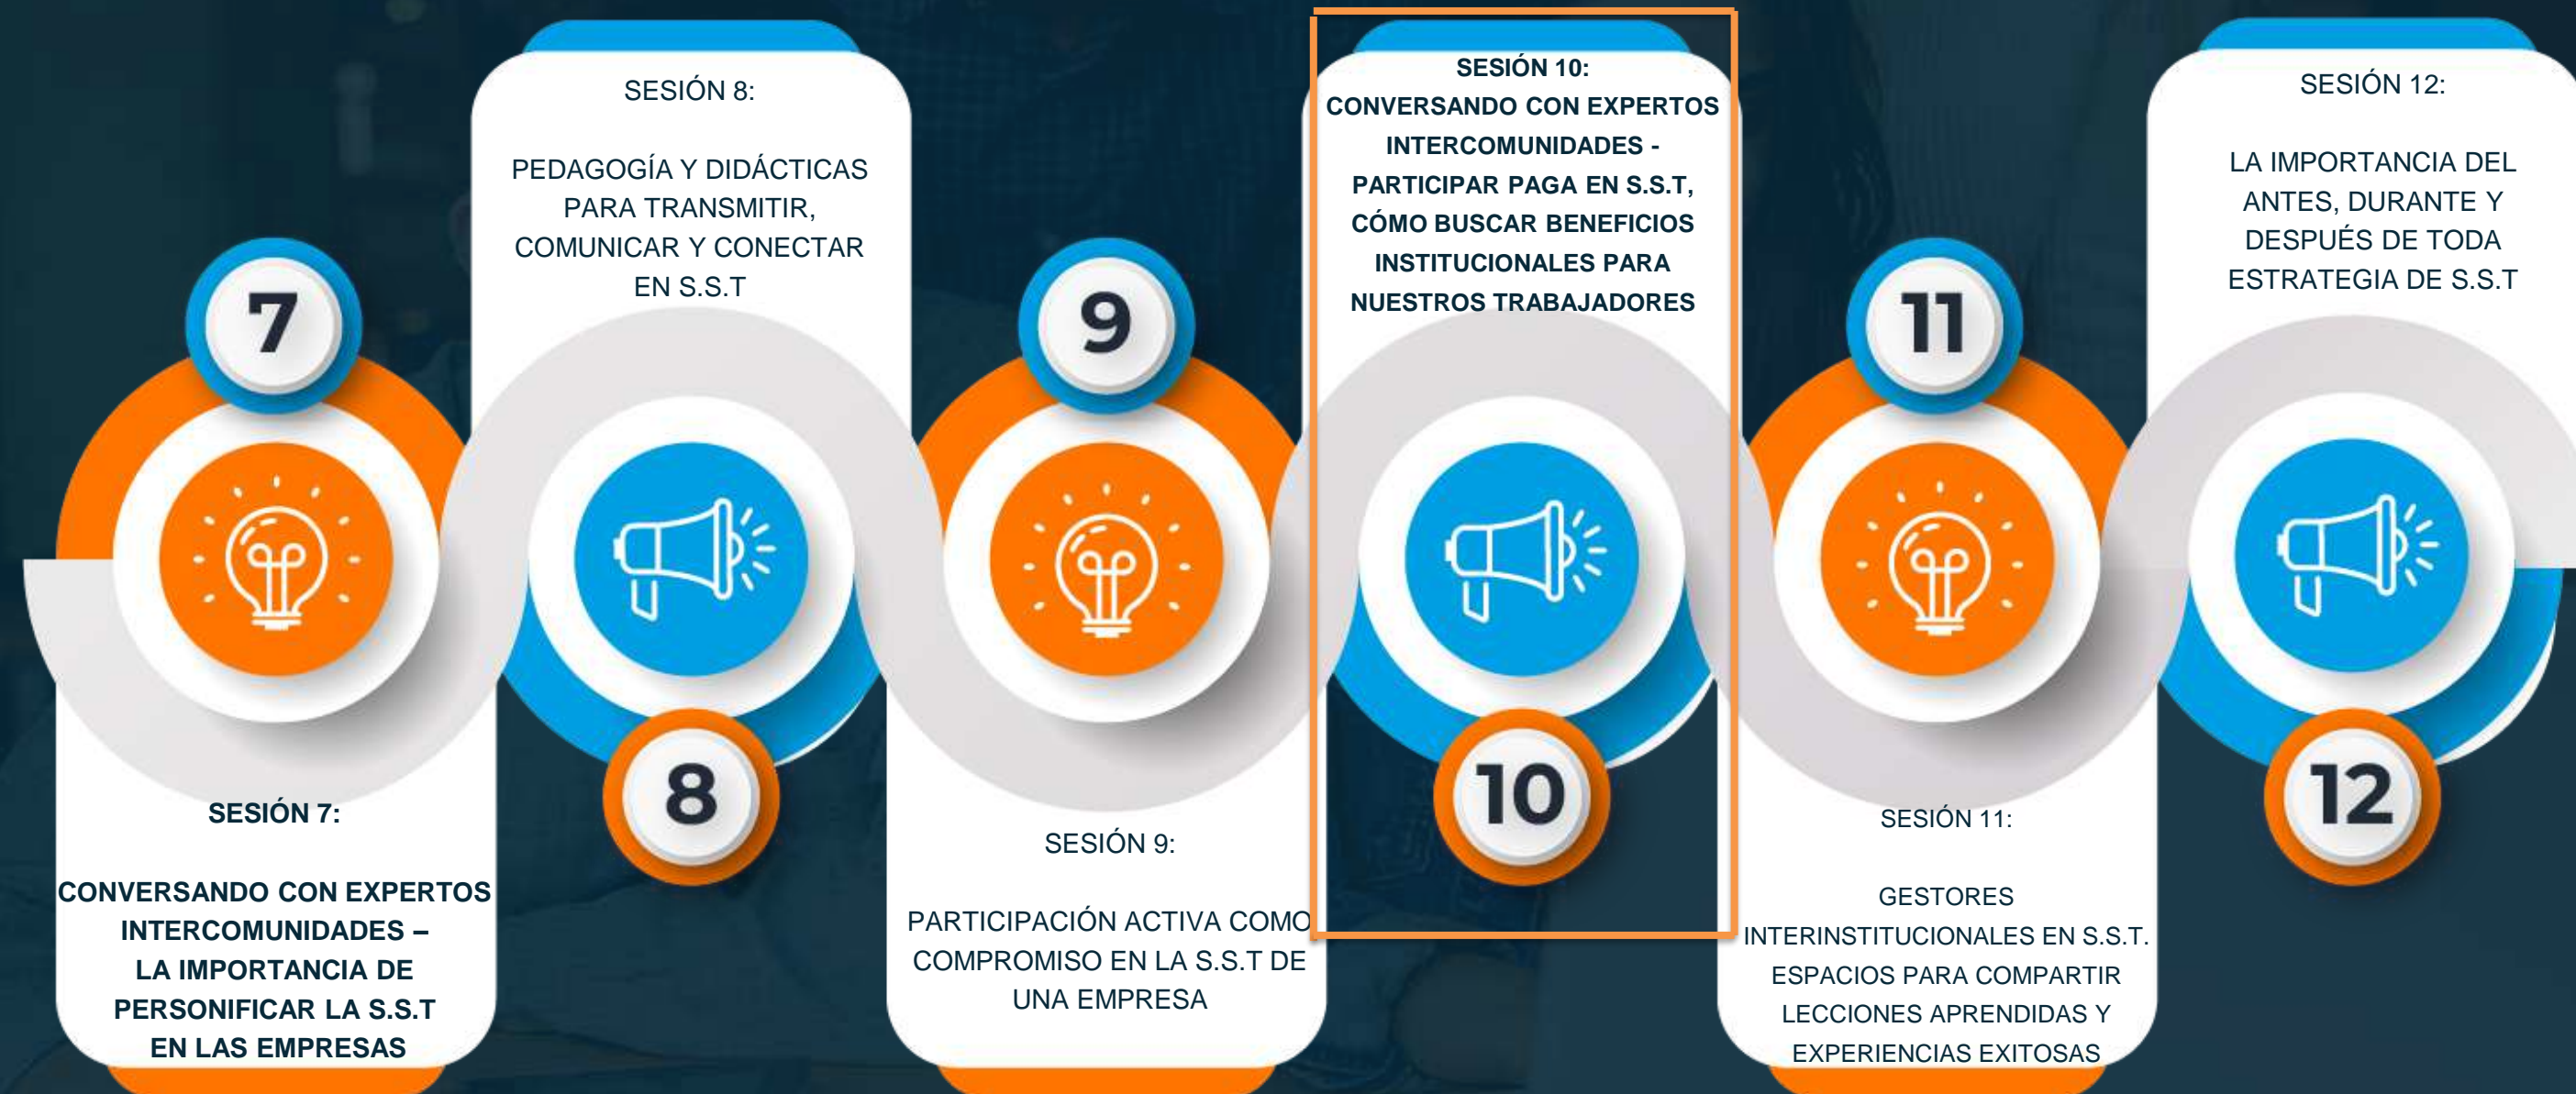 7
SESIÓN 7:
CONVERSANDO CON EXPERTOS
INTERCOMUNIDADES –
LA IMPORTANCIA DE
PERSONIFICAR LA S.S.T
EN LAS EMPRESAS
SESIÓN 8:
PEDAGOGÍA Y DIDÁCTICAS
PARA TRANSMITIR,
COMUNICAR Y CONECTAR
EN S.S.T
8
9
SESIÓN 9:
PARTICIPACIÓN ACTIVA COMO
COMPROMISO EN LA S.S.T DE
UNA EMPRESA
SESIÓN 10:
CONVERSANDO CON EXPERTOS
INTERCOMUNIDADES -
PARTICIPAR PAGA EN S.S.T,
CÓMO BUSCAR BENEFICIOS
INSTITUCIONALES PARA
NUESTROS TRABAJADORES
10
11
SESIÓN 11:
GESTORES
INTERINSTITUCIONALES EN S.S.T.
ESPACIOS PARA COMPARTIR
LECCIONES APRENDIDAS Y
EXPERIENCIAS EXITOSAS
SESIÓN 12:
LA IMPORTANCIA DEL
ANTES, DURANTE Y
DESPUÉS DE TODA
ESTRATEGIA DE S.S.T
12